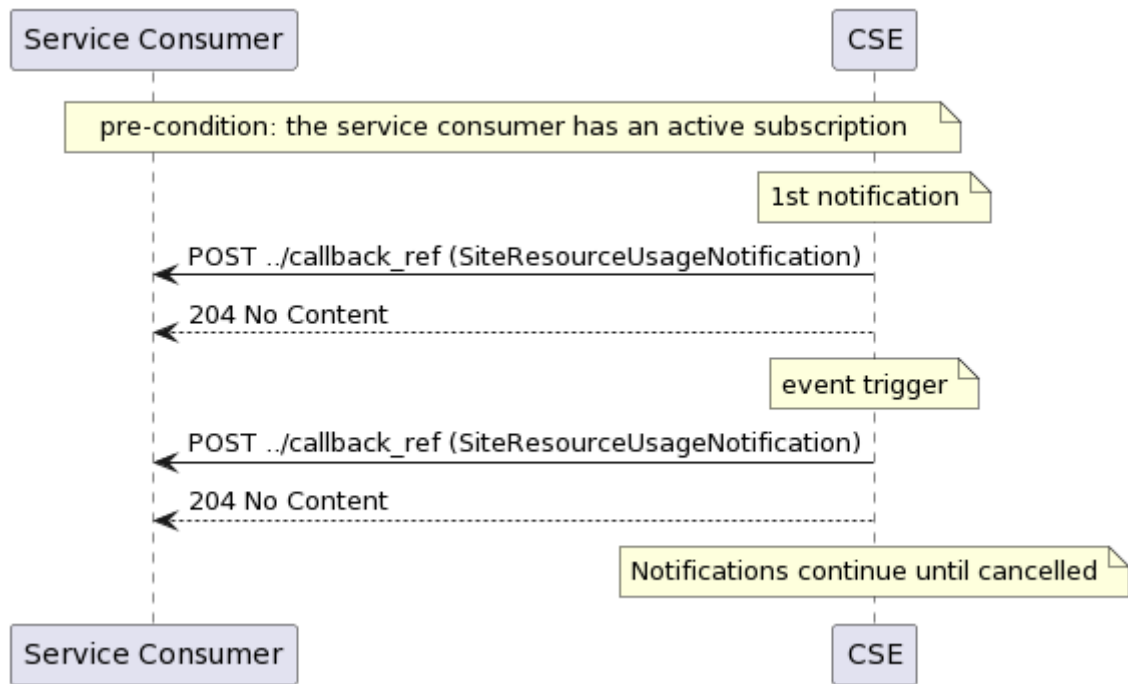 Service Consumer
CSE
pre-condition: the service consumer has an active subscription
1st notification
POST ../callback_ref (SiteResourceUsageNotification)
204 No Content
event trigger
POST ../callback_ref (SiteResourceUsageNotification)
204 No Content
Notifications continue until cancelled
Service Consumer
CSE